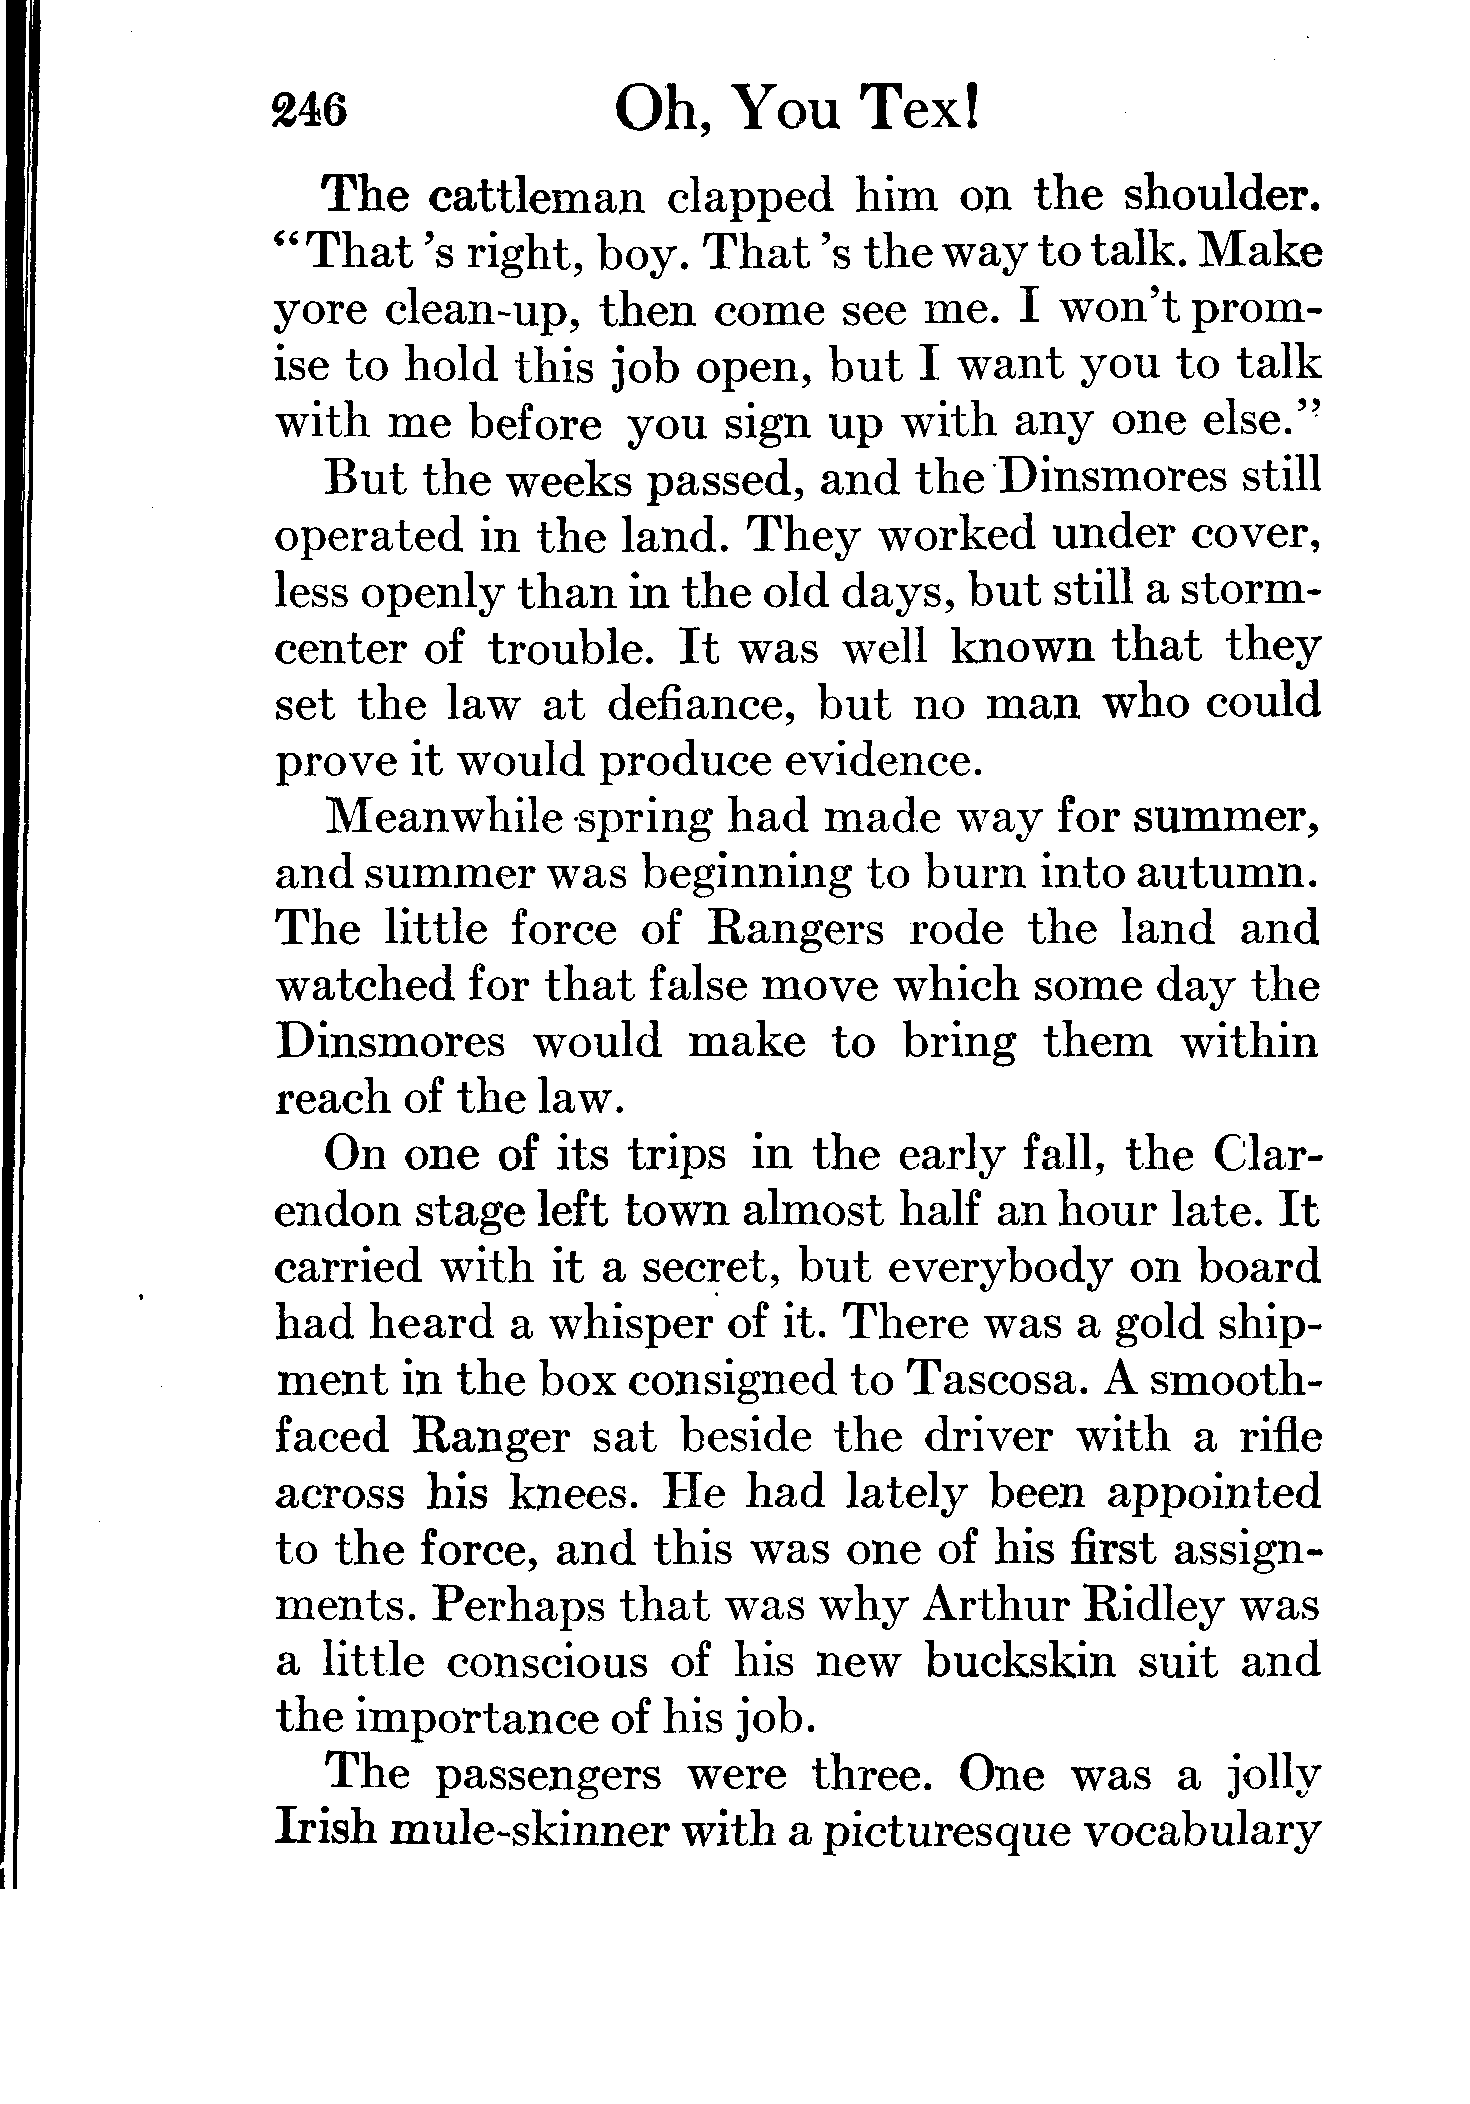 246 Oh, You Tex!
The cattleman clapped him on the shoulder.
"That 's right, boy. That 's the way to talk. Make
yore clean-up, then come see me. I won't prom-
ise to hold this job open, but I want you to talk
with me before you sign up with any one else."
But the weeks passed, and the Dinsmores still
operated in the land. They worked under cover,
less openly than in the old days, but still a storm-
center of trouble. It was well known that they
set the law at defiance, but no man who could
prove it would produce evidence.
Meanwhile spring had made way for summer,
and summer was beginning to burn into autumn.
The little force of Rangers rode the land and
watched for that false move which some day the
Dinsmores would make to bring them within
reach of the law.
On one of its trips in the early fall, the Clar-
endon stage left town almost half an hour late. It
carried with it a secret, but everybody on board
had heard a whisper of it. There was a gold ship-
ment in the box consigned to Tascosa. A smooth-
faced Ranger sat beside the driver with a rifle
across his knees. He had lately been appointed
to the force, and this was one of his first assign-
ments. Perhaps that was why Arthur Ridley was
a little conscious of his new buckskin suit and
the importance of his job.
The passengers were three. One was a jolly
Irish mule-skinner with a picturesque vocabulary